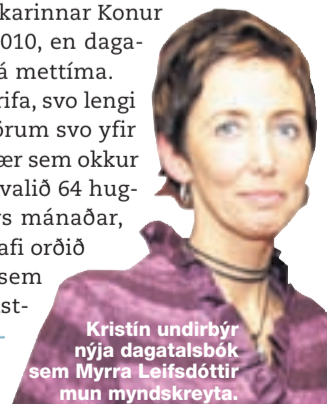 karinnar Konur
010, en daga-
á mettíma.
rifa, svo lengi
örum svo yfir
ær sem okkur
valið 64 hug-
s mánaðar,
afi orðið
sem
st-
Kristín undirbýr
nýja dagatalsbók
sem Myrra Leifsdóttir
mun myndskreyta.